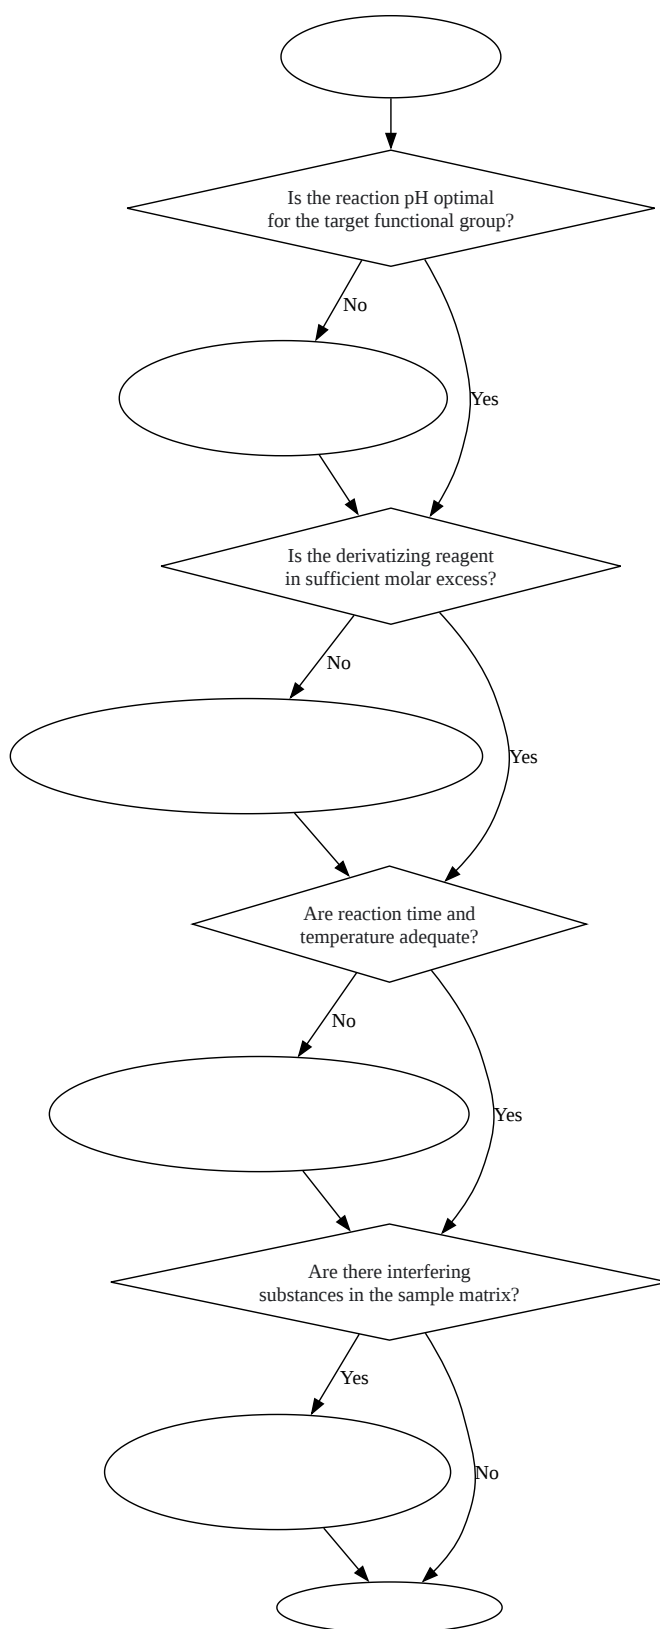 Is the reaction pH optimal
for the target functional group?
No
Yes
Is the derivatizing reagent
in sufficient molar excess?
No
Yes
Are reaction time and
temperature adequate?
No
Yes
Are there interfering
substances in the sample matrix?
Yes
No